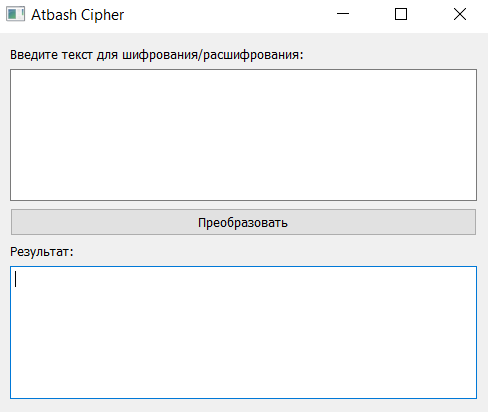 Atbash Cipher
Введите текст для шифрования/расшифрования:
Преобразовать
Результат: